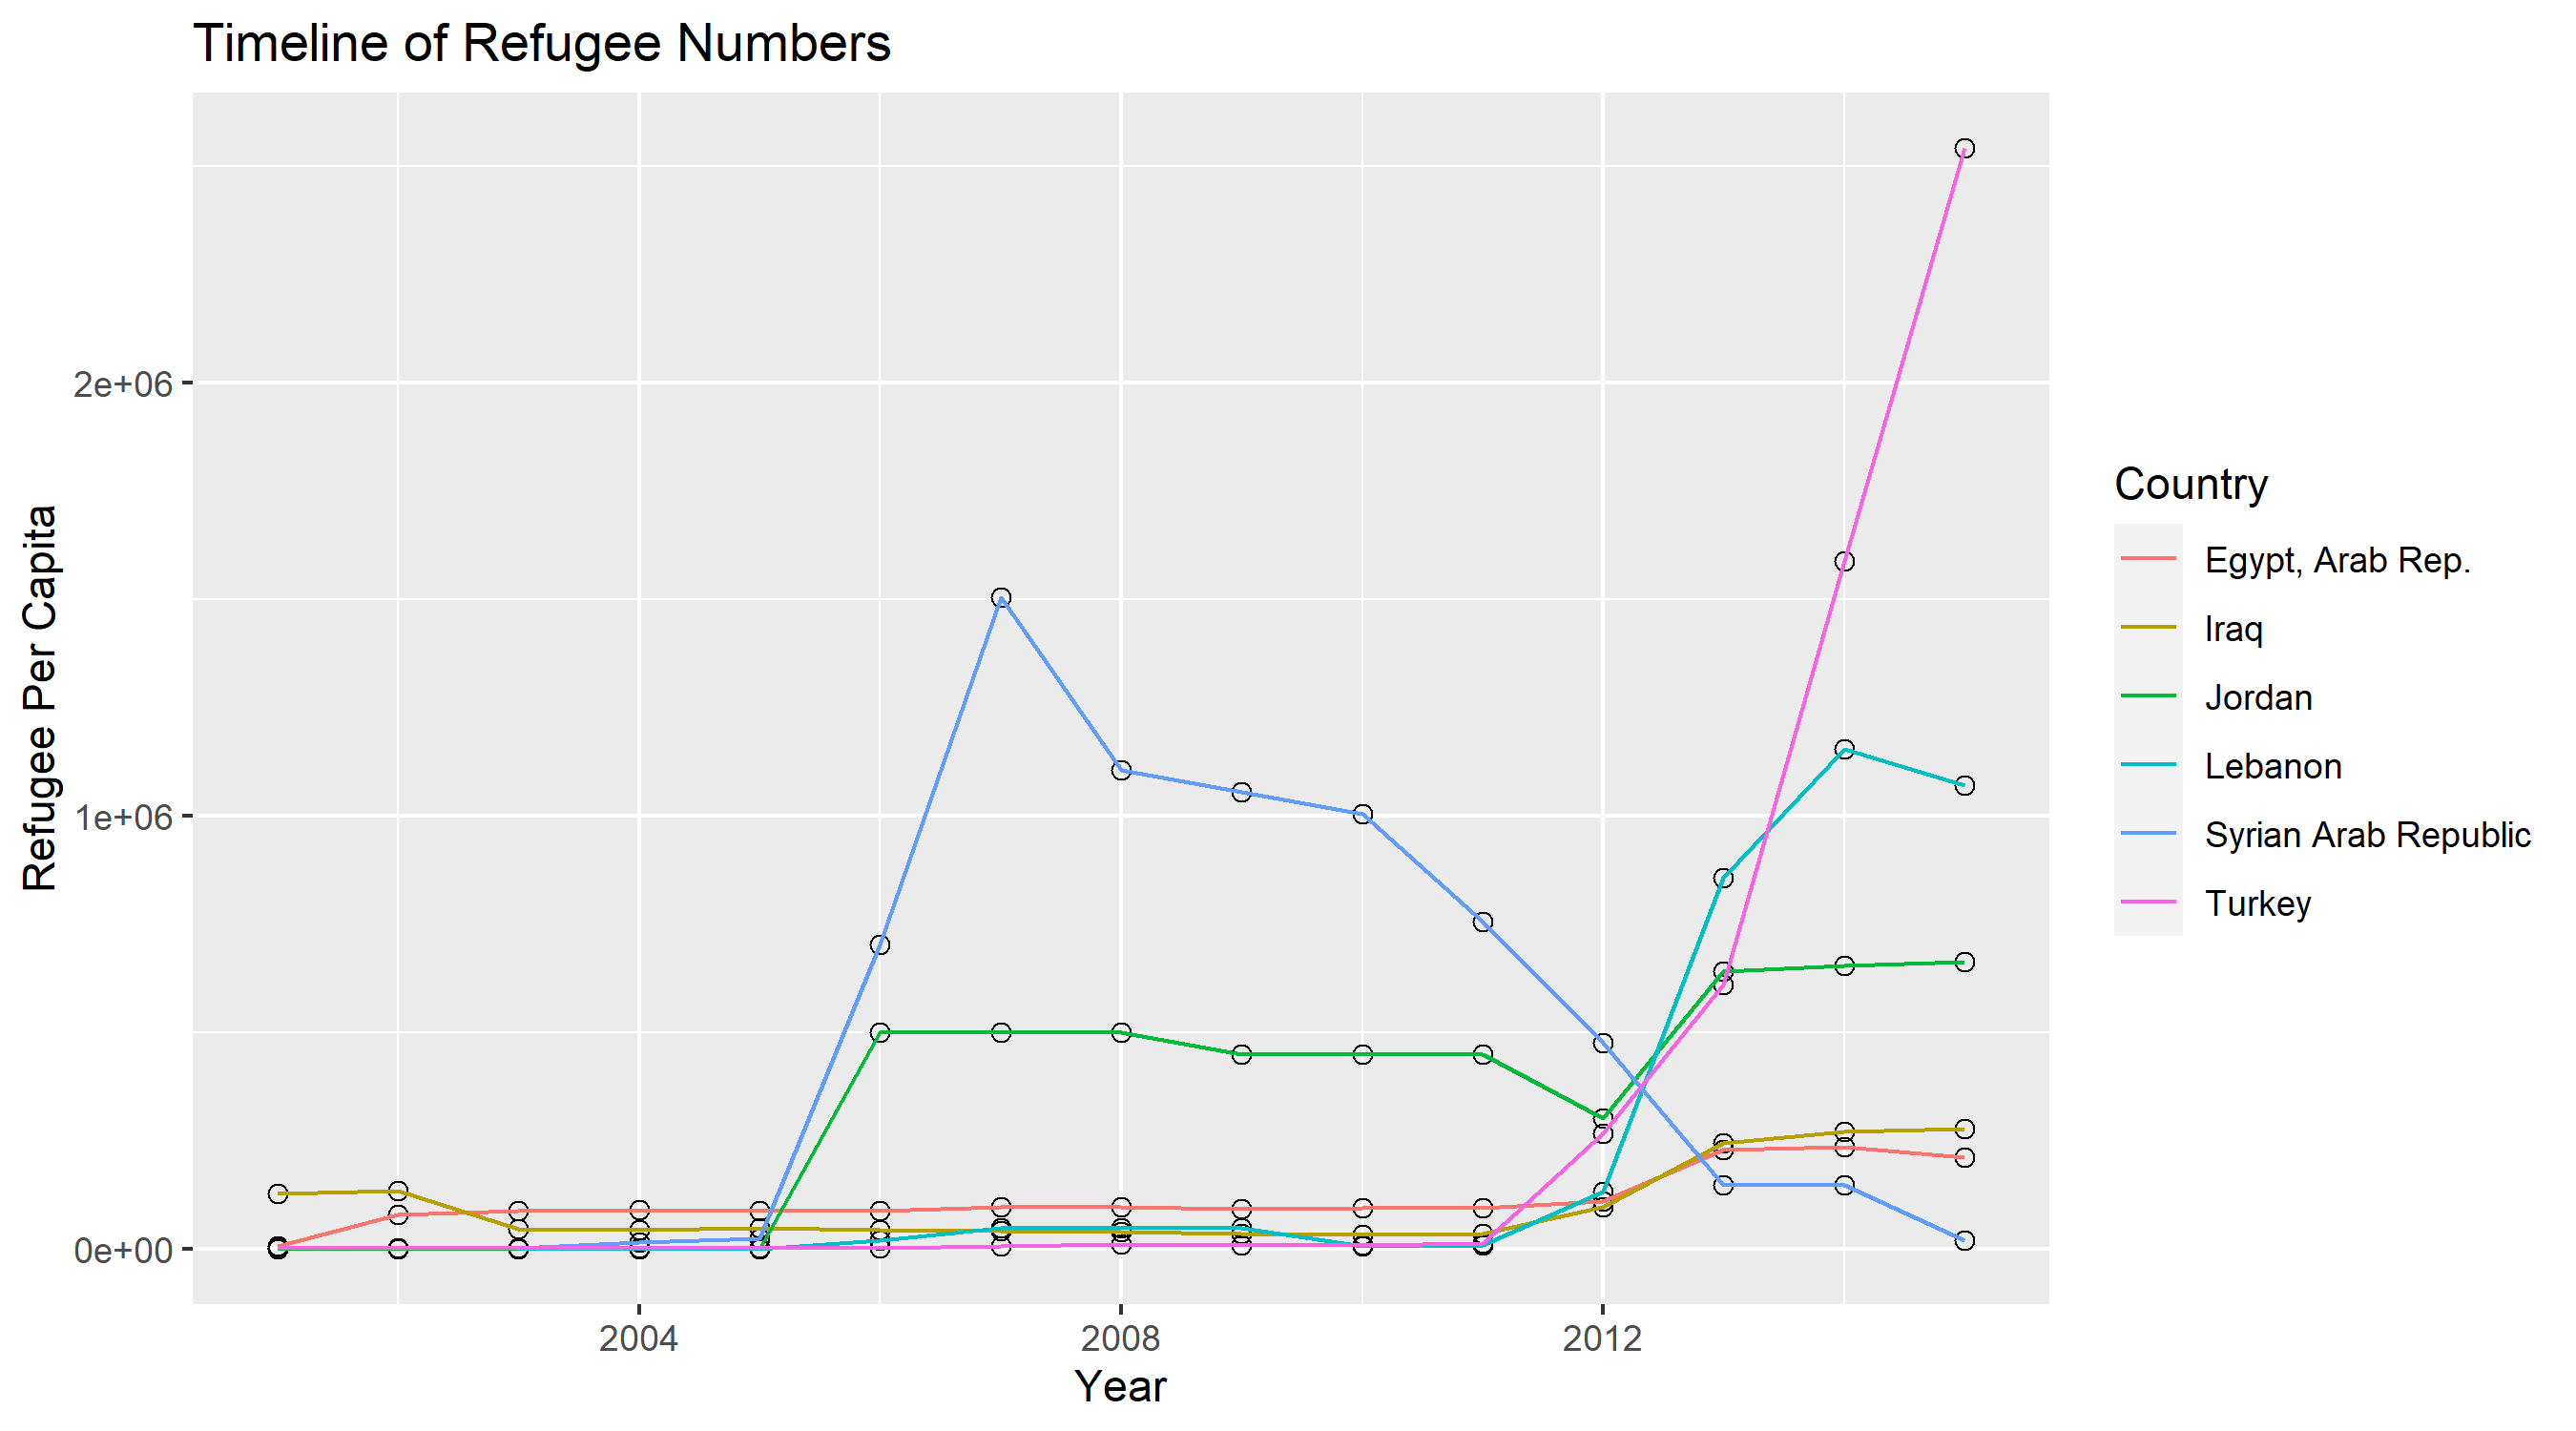 Timeline of Refugee Numbers
Refugee Per Capita
2e+06
1e+06
0e+00
2004
2008
2012
Year
Country
Egypt, Arab Rep.
Iraq
Jordan
Lebanon
Syrian Arab Republic
Turkey